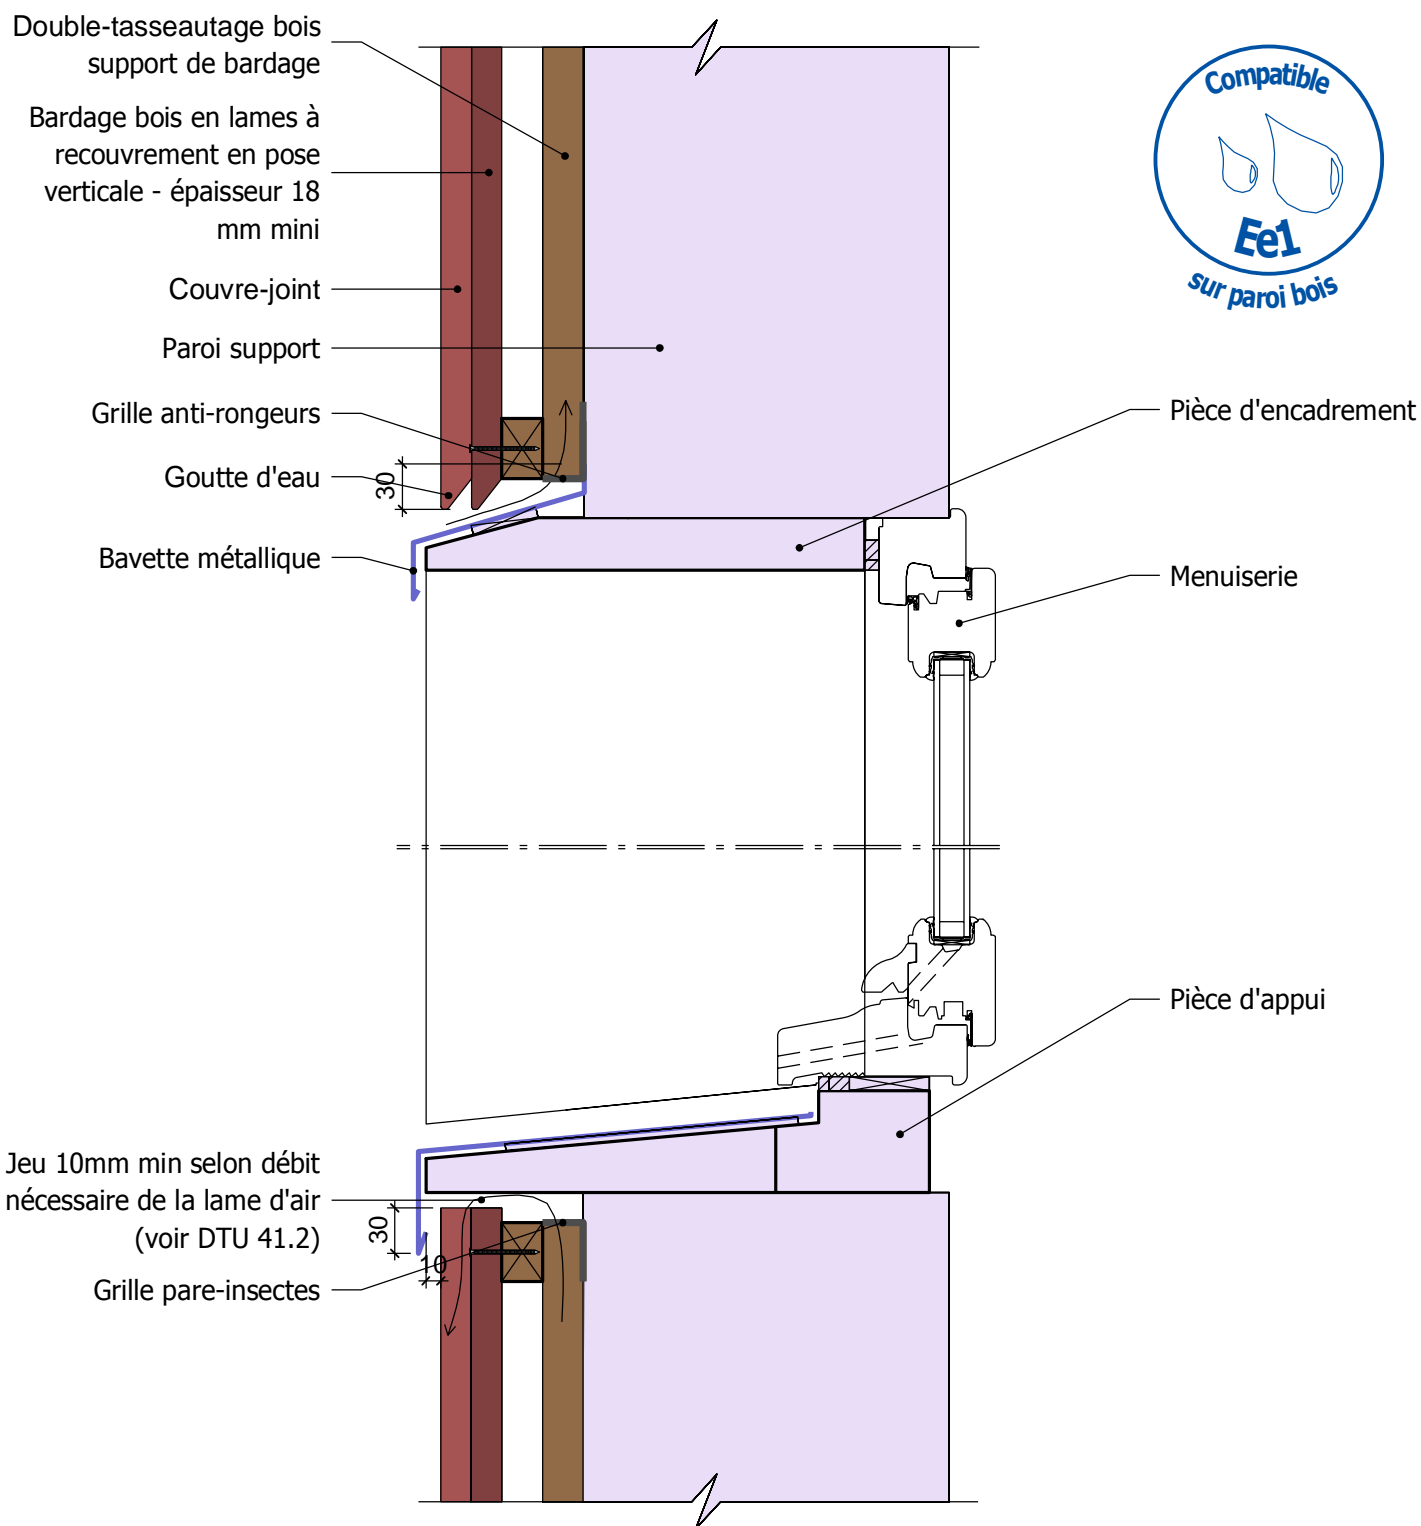 Double-tasseautage bois
support de bardage
Bardage bois en lames à
recouvrement en pose
verticale - épaisseur 18
mm mini
Couvre-joint
Paroi support
Grille anti-rongeurs
Goutte d'eau
30
Bavette métallique
Compatible
Ee1
sur paroi bois
Pièce d'encadrement
Menuiserie
Pièce d'appui
Jeu 10mm min selon débit
nécessaire de la lame d'air
(voir DTU 41.2)
30
10
Grille pare-insectes